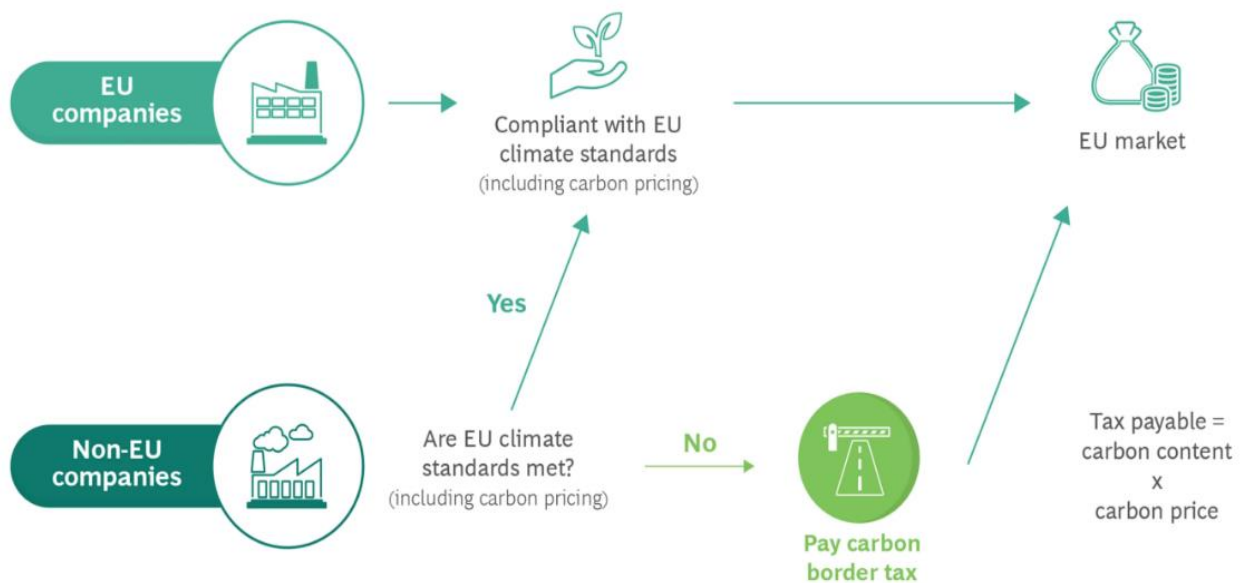 EU
companies
Compliant with EU
climate standards
(including carbon pricing)
EU market
Yes
Non-EU
companies
Are EU climate
standards met?
(including carbon pricing)
No
Pay carbon
border tax
Tax payable =
carbon content
x
carbon price